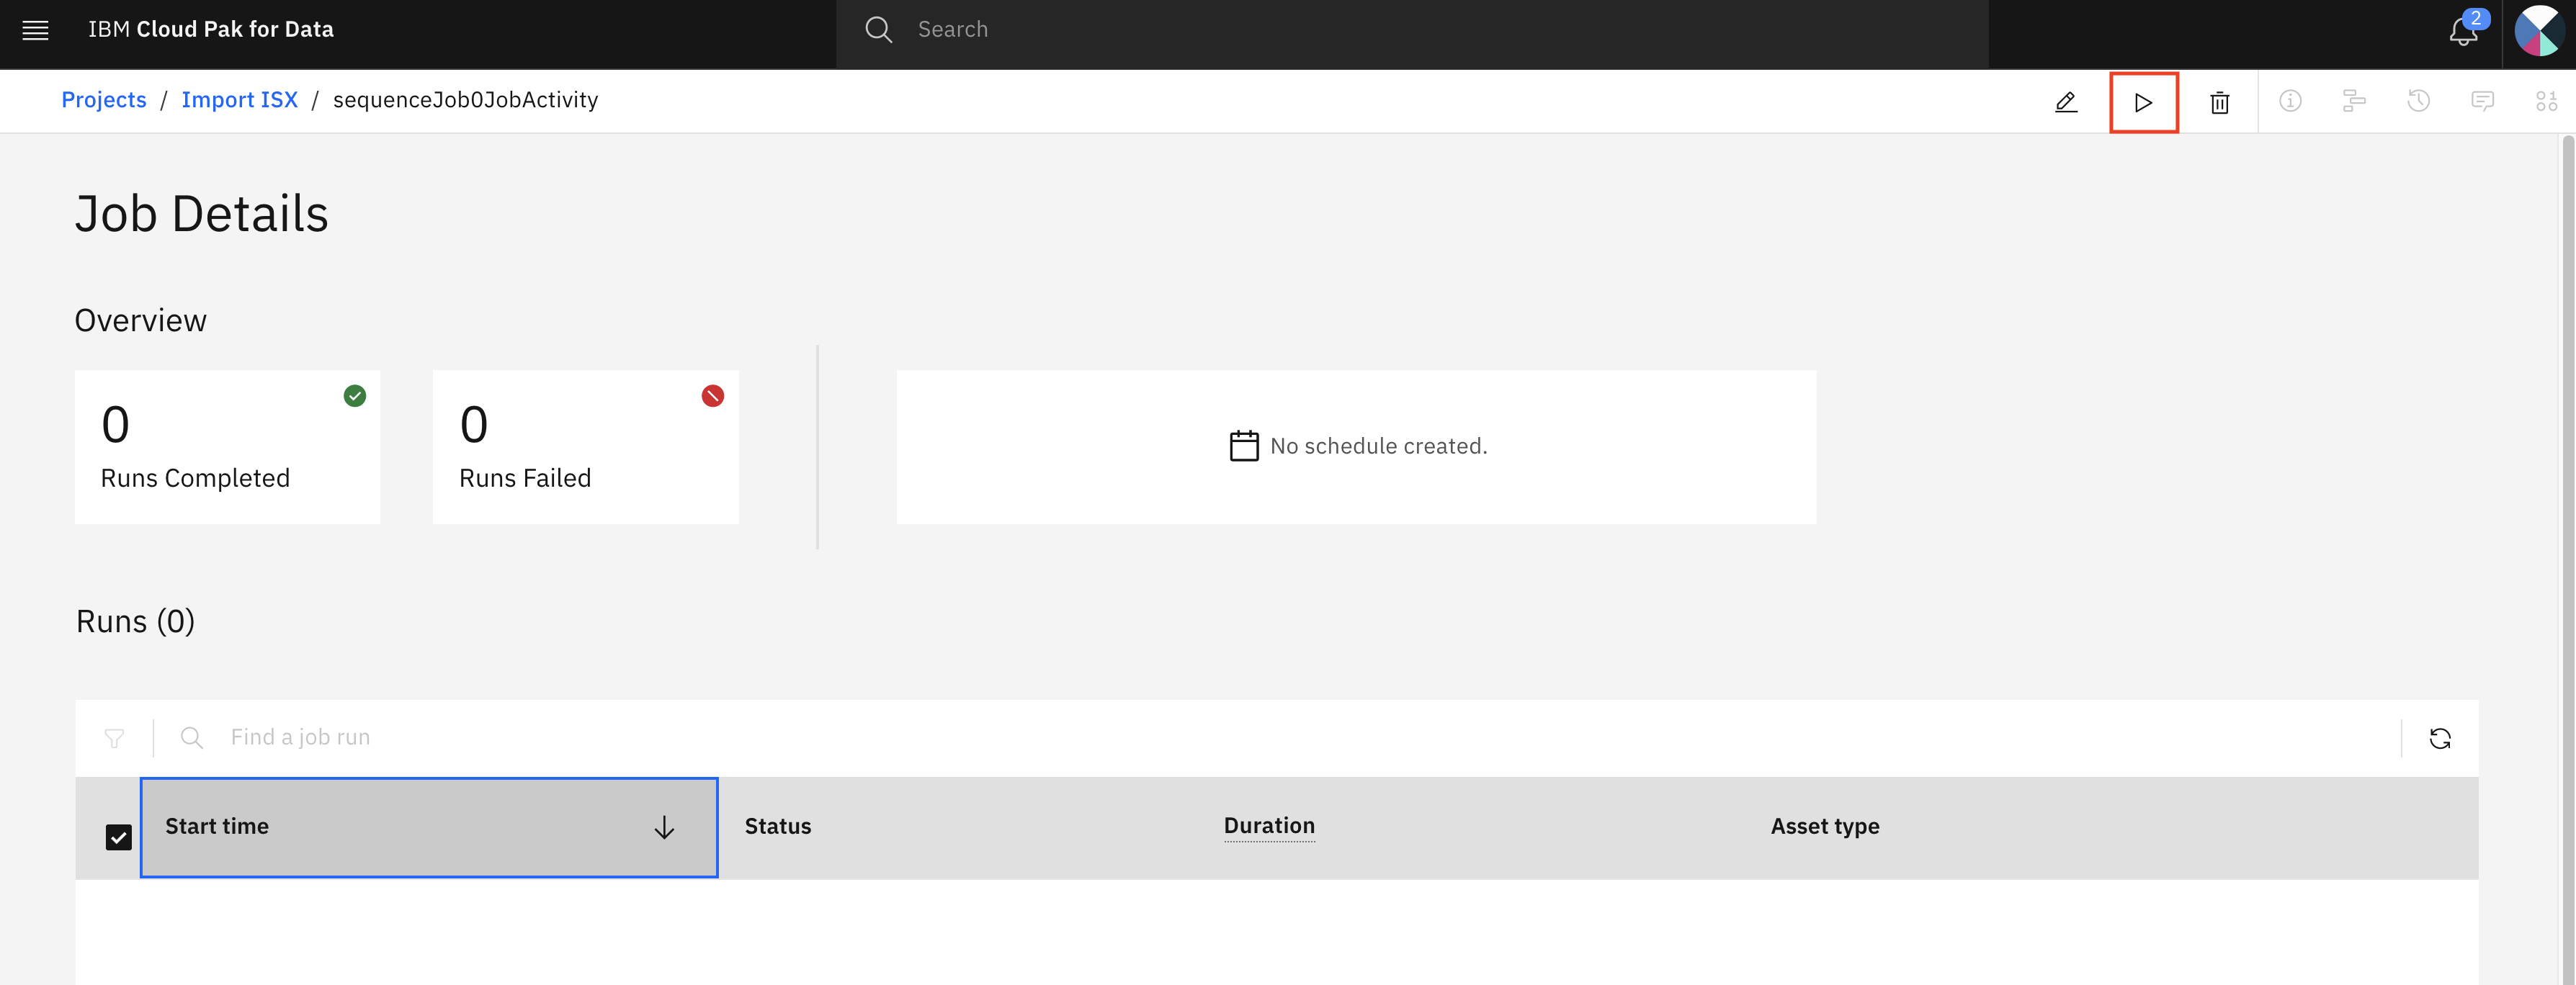 IBM Cloud Pak for Data
Search
2
Projects / Import ISX / sequenceJob0JobActivity
Job Details
Overview
0
Runs Completed
0
Runs Failed
No schedule created.
Runs (0)
Find a job run
Start time
Status
Duration
Asset type